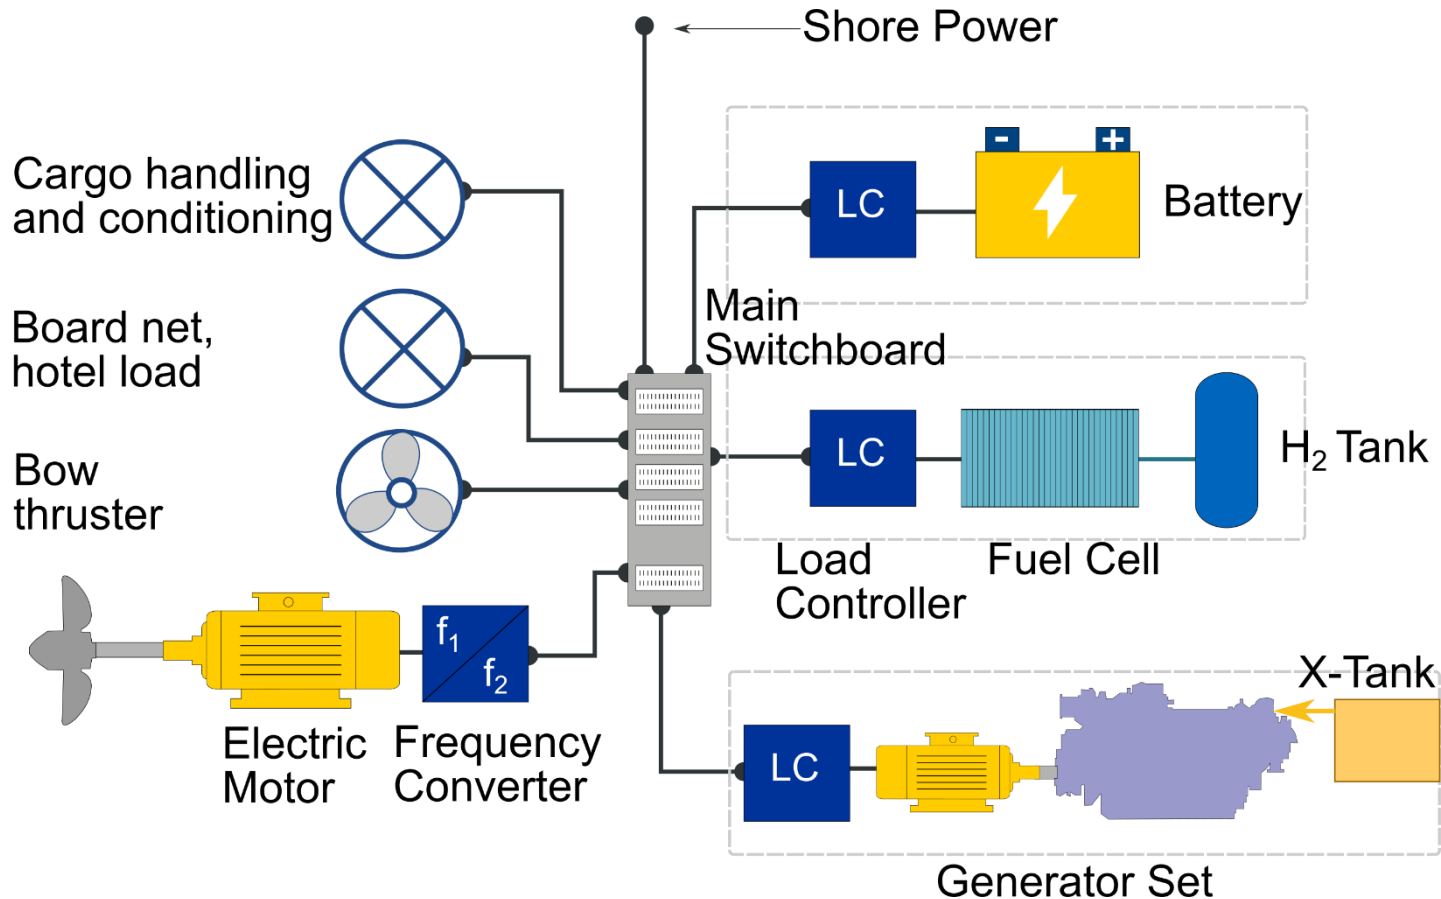 Shore Power
Cargo handling
and conditioning
- +
LC
Battery
Board net,
hotel load
Main
Switchboard
LC
H₂ Tank
Bow
thruster
Load
Controller
Fuel Cell
f₁
f₂
Electric
Motor
Frequency
Converter
X-Tank
LC
Generator Set